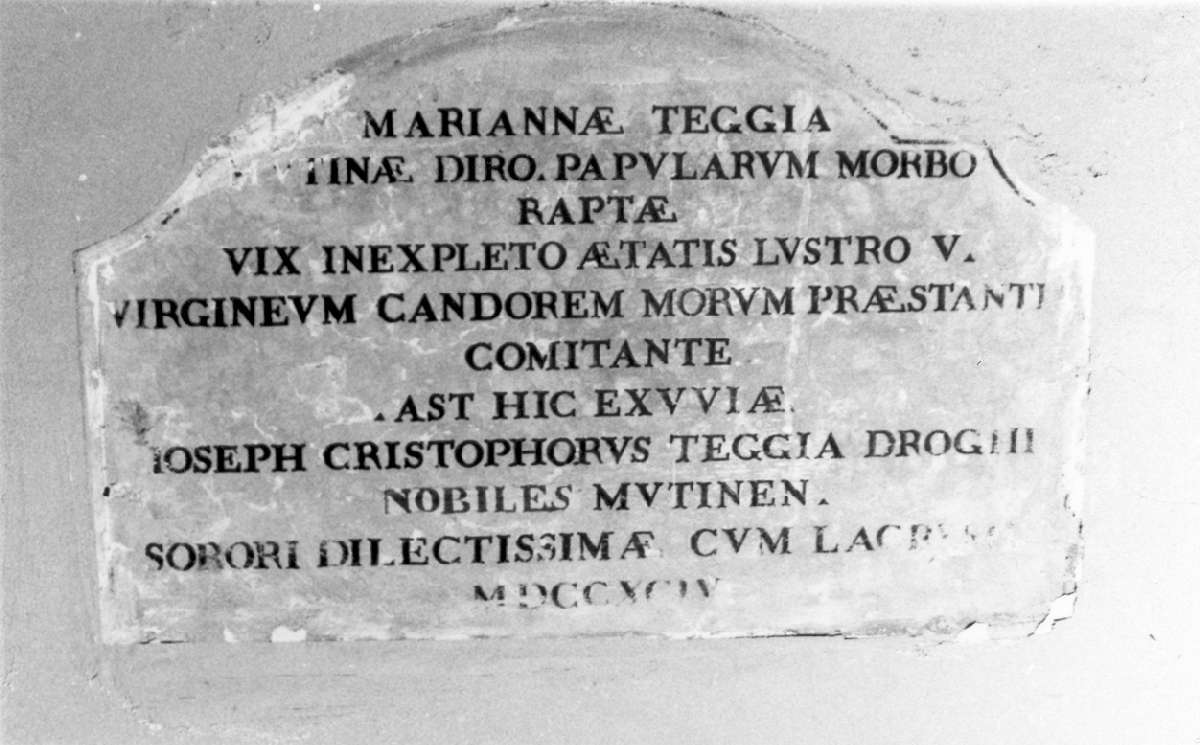 MARIANNÆ TEGGIA
DIRO. PAPVLARVM MORBO
RAPTÆ
VIX INEXPLETO ÆTATIS LVSTRO V.
VIRGINEVM CANDOREM MORVM PRÆSTANTI
COMITANTE
. AST HIC EXVVIÆ
IOSEPH CRISTOPHORVS TEGGIA DROGHI
NOBILES MVTINEN.
SORORI DILECTISSIMÆ CVM
MDCCXCIV